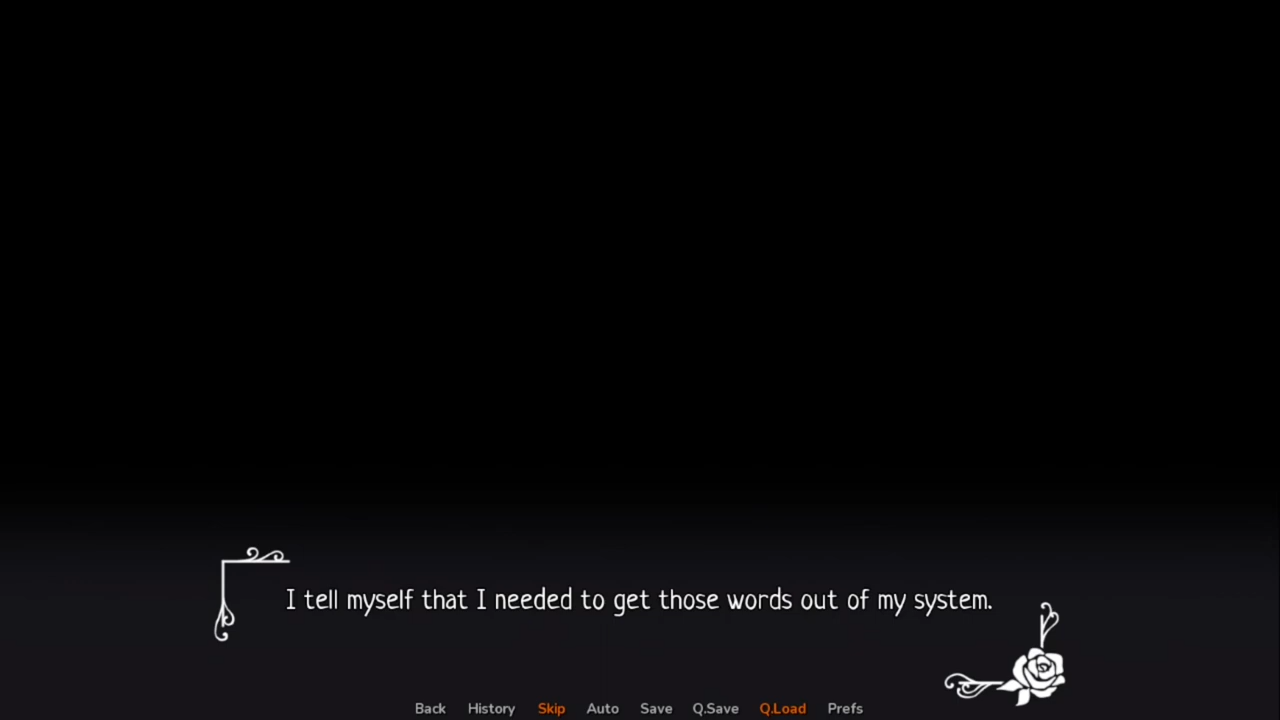 I tell myself that I needed to get those words out of my system.
Back History Skip Auto Save Q.Save Q.Load Prefs